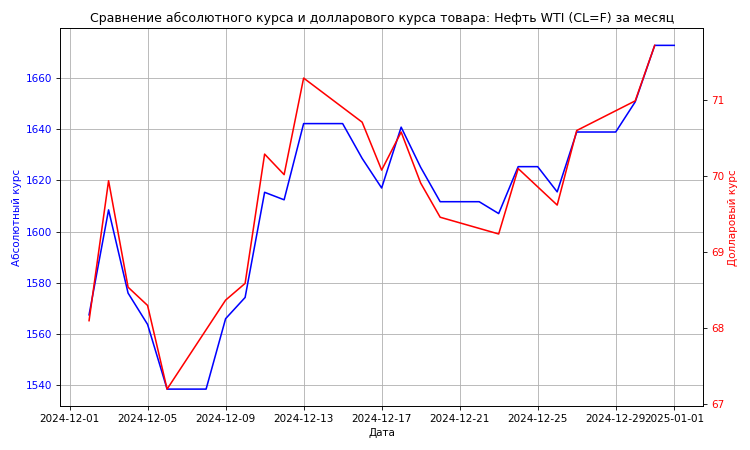 Сравнение абсолютного курса и долларового курса товара: Нефть WTI (CL=F) за месяц
Абсолютный курс
1660
1640
1620
1600
1580
1560
1540
71
70
69
68
67
Долларовый курс
2024-12-01 2024-12-05 2024-12-09 2024-12-13 2024-12-17 2024-12-21 2024-12-25 2024-12-29 2025-01-01
Дата